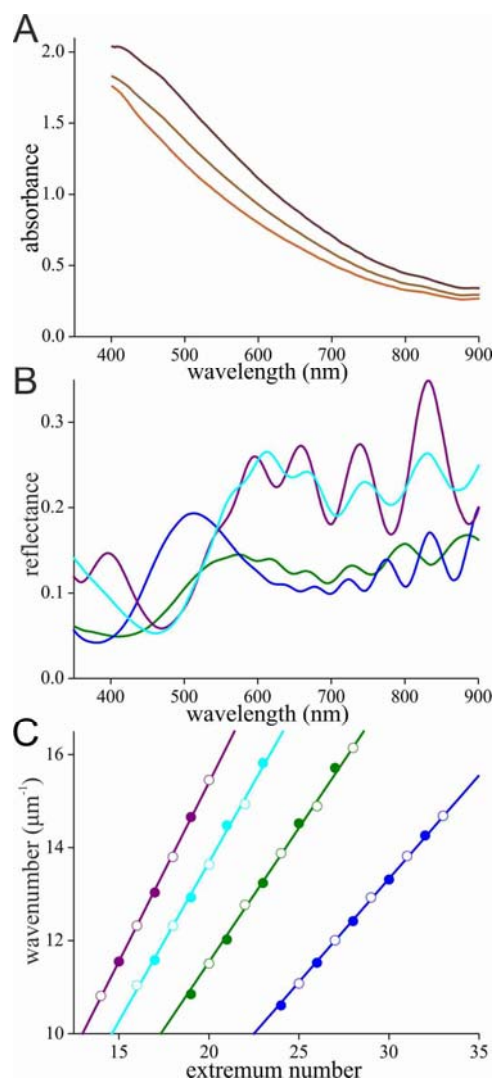 A
2.0
1.5
1.0
0.5
0.0
absorbance
400 500 600 700 800 900
wavelength (nm)
B
0.3
0.2
0.1
0.0
reflectance
400 500 600 700 800 900
wavelength (nm)
C
16
14
12
10
wavenumber (µm⁻¹)
15 20 25 30 35
extremum number